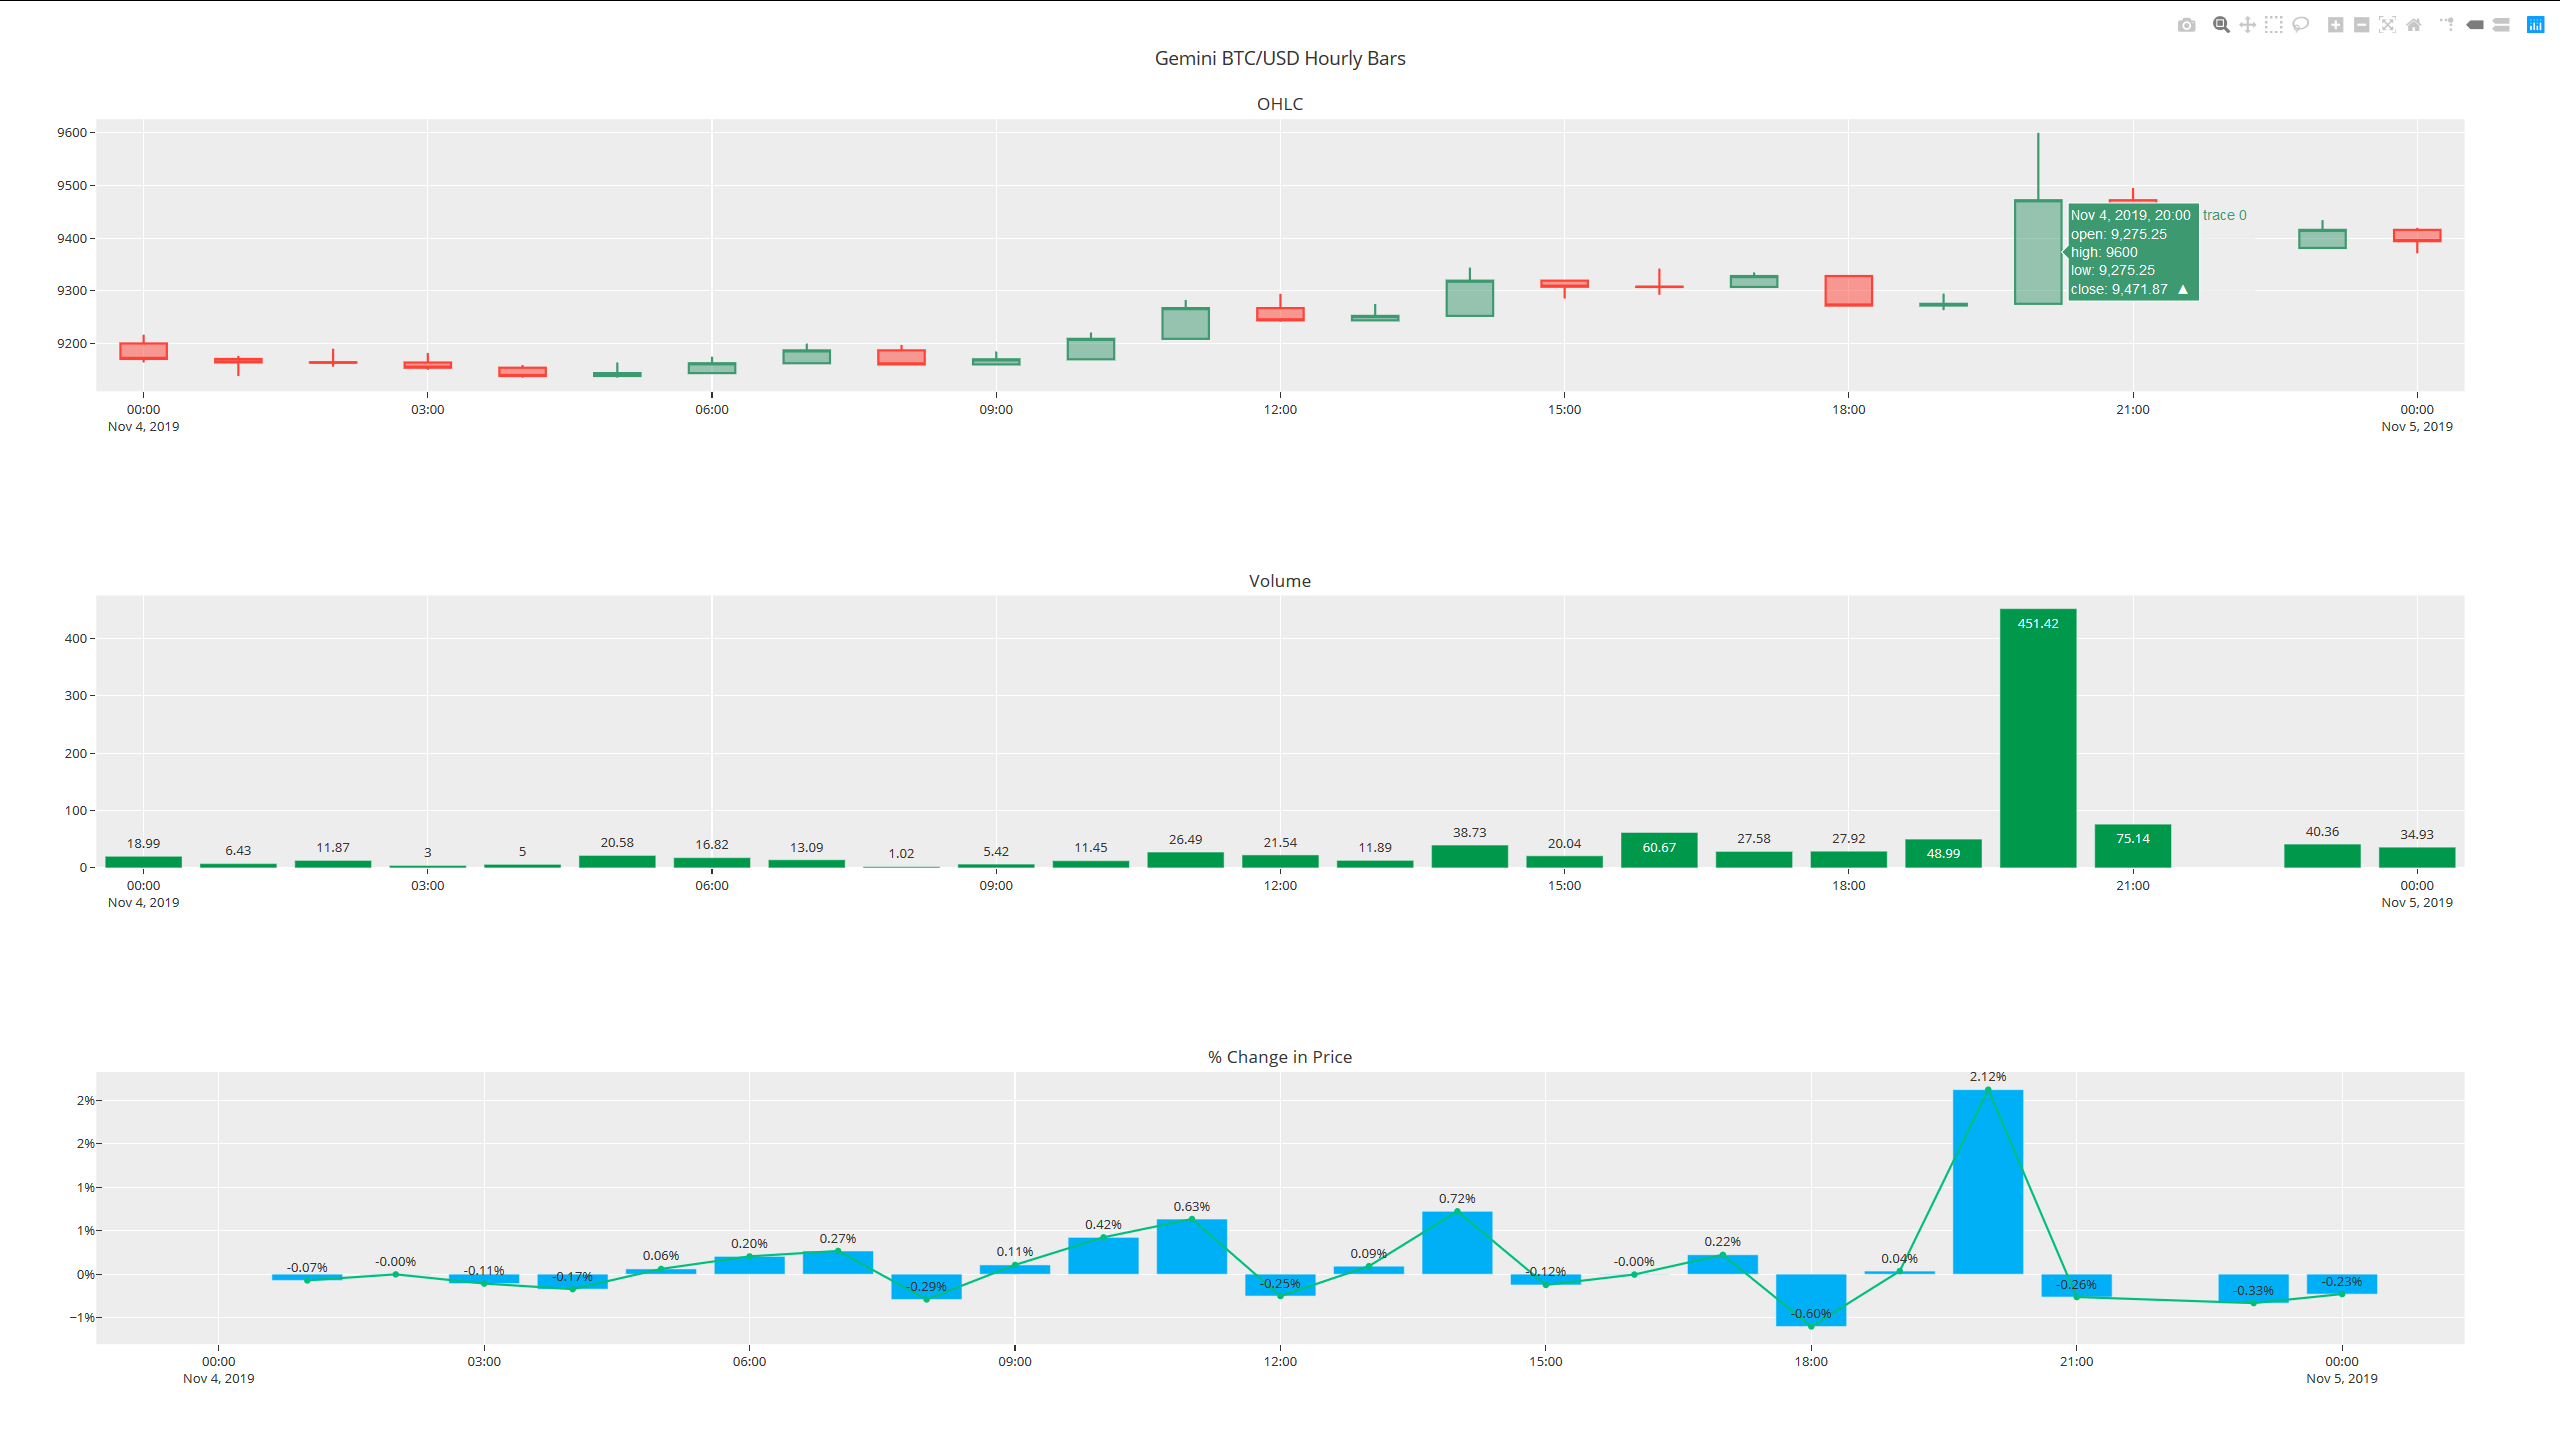 Gemini BTC/USD Hourly Bars
OHLC
9600
9500
9400
9300
9200
Nov 4, 2019, 20:00 trace 0
open: 9,275.25
high: 9600
low: 9,275.25
close: 9,471.87 ▲
00:00 03:00 06:00 09:00 12:00 15:00 18:00 21:00 00:00
Nov 4, 2019 Nov 5, 2019
Volume
400
300
200
100
0
18.99 6.43 11.87 3 5 20.58 16.82 13.09 1.02 5.42 11.45 26.49 21.54 11.89 38.73 20.04 60.67 27.58 27.92 48.99 451.42 75.14 40.36 34.93
00:00 03:00 06:00 09:00 12:00 15:00 18:00 21:00 00:00
Nov 4, 2019 Nov 5, 2019
% Change in Price
2%
2%
1%
1%
0%
−1%
-0.07% -0.00% -0.11% -0.17% 0.06% 0.20% 0.27% -0.29% 0.11% 0.42% 0.63% -0.25% 0.09% 0.72% -0.12% -0.00% 0.22% -0.60% 0.04% 2.12% -0.26% -0.33% -0.23%
00:00 03:00 06:00 09:00 12:00 15:00 18:00 21:00 00:00
Nov 4, 2019 Nov 5, 2019